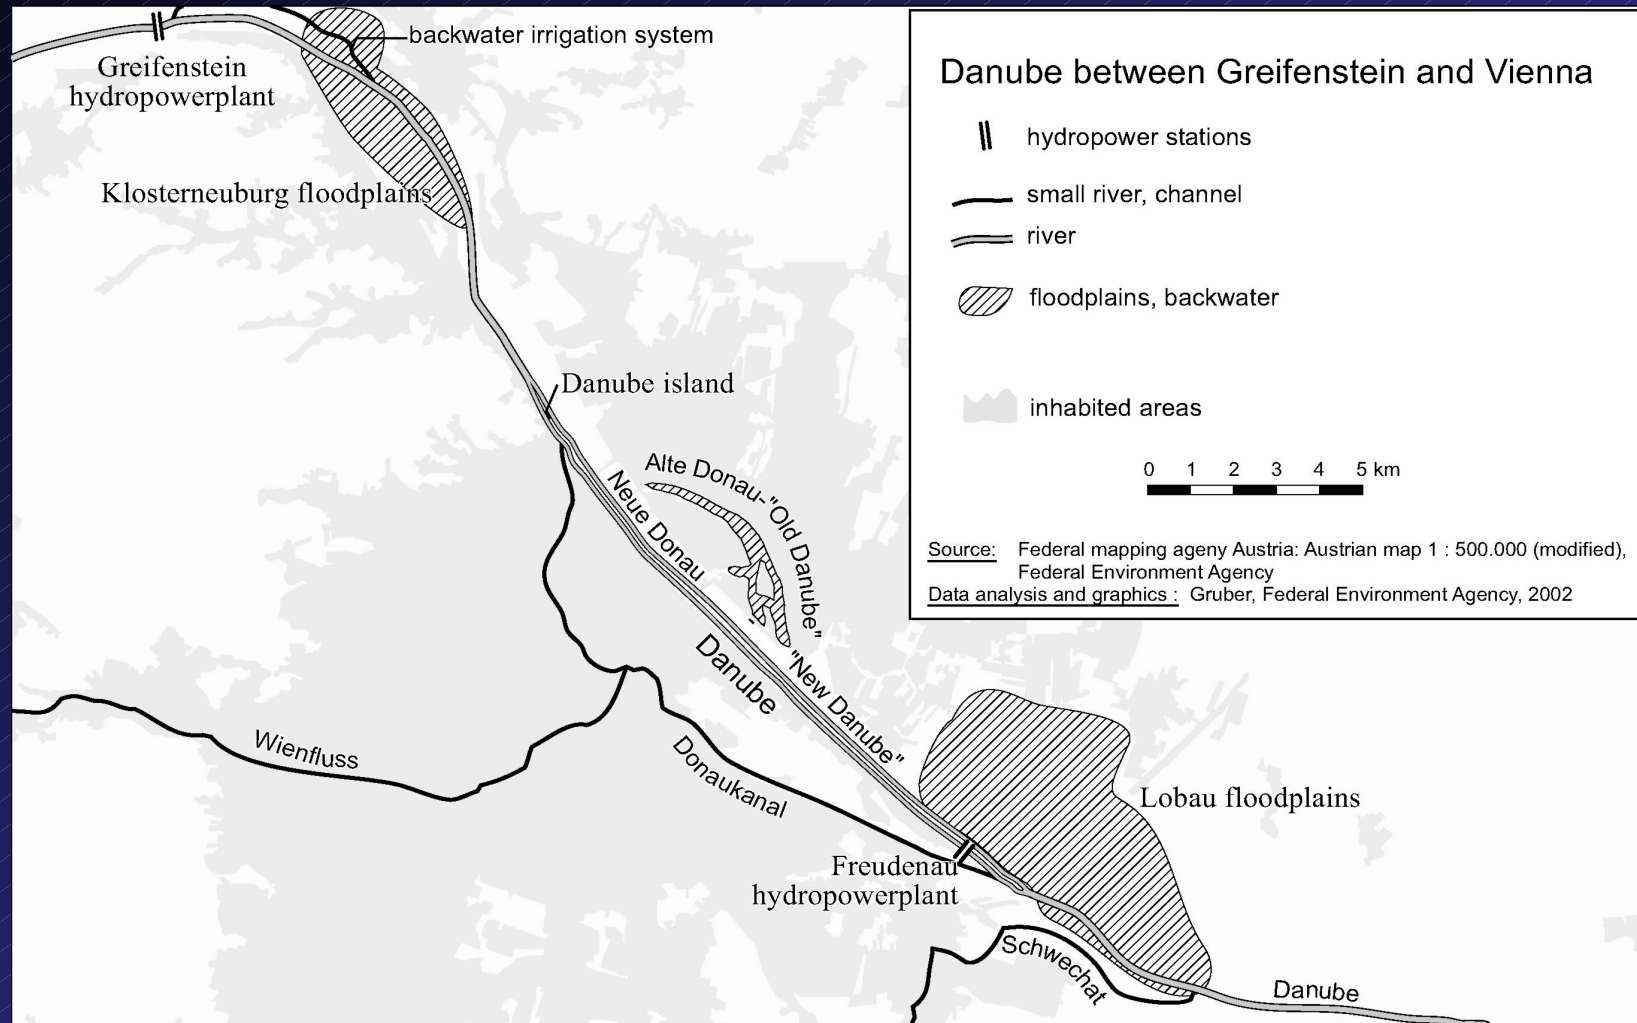 backwater irrigation system
Greifenstein
hydropowerplant
Klosterneuburg floodplains
Danube island
Alte Donau-"Old Danube"
Neue Donau
"New Danube"
Danube
Wienfluss
Donaukanal
Lobau floodplains
Freudenau
hydropowerplant
Schwechat
Danube
Danube between Greifenstein and Vienna
hydropower stations
small river, channel
river
floodplains, backwater
inhabited areas
0 1 2 3 4 5 km
Source: Federal mapping ageny Austria: Austrian map 1 : 500.000 (modified),
Federal Environment Agency
Data analysis and graphics : Gruber, Federal Environment Agency, 2002